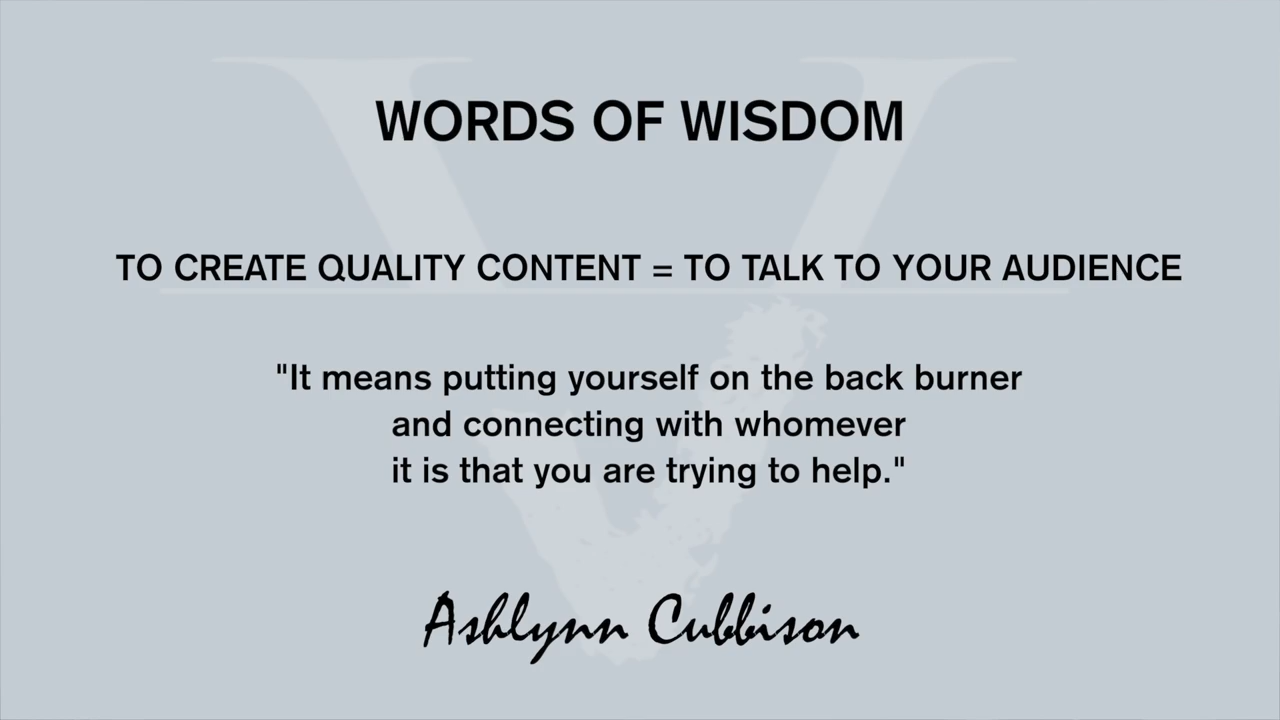 WORDS OF WISDOM
TO CREATE QUALITY CONTENT = TO TALK TO YOUR AUDIENCE
"It means putting yourself on the back burner
and connecting with whomever
it is that you are trying to help."
Ashlynn Cubbison